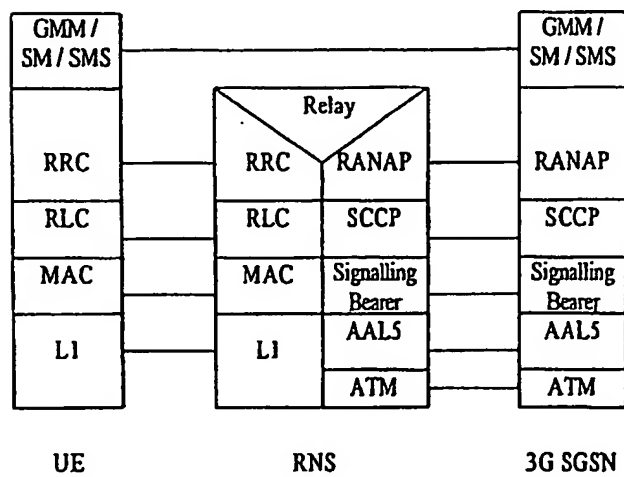 GMM /
SM / SMS
GMM /
SM / SMS
Relay
RRC
RRC
RANAP
RANAP
RLC
RLC
SCCP
SCCP
MAC
MAC
Signalling
Bearer
Signalling
Bearer
L1
L1
AAL5
AAL5
ATM
ATM
UE
RNS
3G SGSN